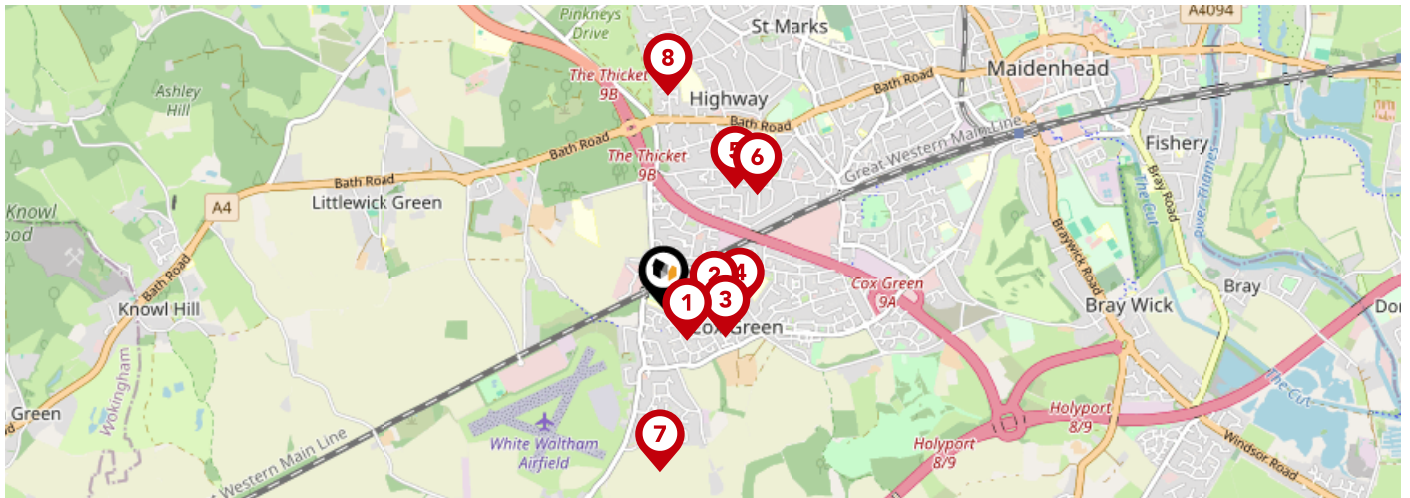 Pinkneys
Drive
St Marks
A4094
8
The Thicket
9B
Maidenhead
Ashley
Hill
Highway
Bath Road
Bath Road
Bath Road
Great Western Main Line
Fishery
5
6
The Thicket
9B
Bath Road
Littlewick Green
The Cut
Bray Road
River Thames
A4
Knowl
ood
Braywick Road
Bath Road
2
4
1
3
Cox Green
9A
Bray
Knowl Hill
Bray Wick
Do
Cox Green
Wokingham
The Cut
Green
Holyport
8/9
7
White Waltham
Airfield
Holyport
8/9
Windsor Road
Western Main Line